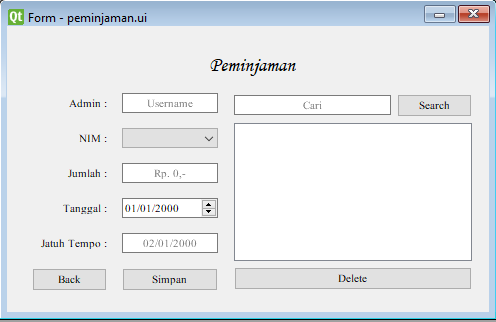 Qt Form - peminjaman.ui
Peminjaman
Admin : Username
NIM :
Jumlah : Rp. 0,-
Tanggal : 01/01/2000
Jatuh Tempo : 02/01/2000
Back Simpan
Cari Search
Delete